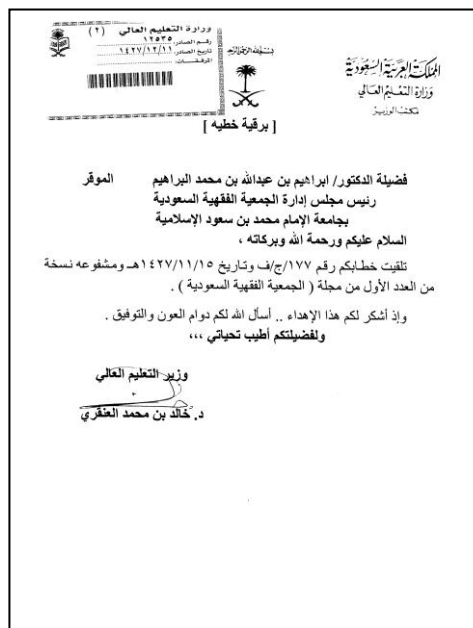 المملكة العربية السعودية
وزارة التعليم العالي
مكتب الوزير
بسم الله الرحمن الرحيم
وزارة التعليم العالي (٢)
رقم الصادر: ١٢٥٣٥
تاريخ الصادر: ١٤٢٧/١٢/١١
المرفقات:
[ برقية خطيه ]
فضيلة الدكتور/ ابراهيم بن عبدالله بن محمد البراهيم الموقر
رئيس مجلس إدارة الجمعية الفقهية السعودية
بجامعة الإمام محمد بن سعود الإسلامية
السلام عليكم ورحمة الله وبركاته ،
تلقيت خطابكم رقم ١٧٧/ج/ف وتاريخ ١٤٢٧/١١/١٥هـ ومشفوعه نسخة
من العدد الأول من مجلة ( الجمعية الفقهية السعودية ) .
وإذ أشكر لكم هذا الإهداء .. أسأل الله لكم دوام العون والتوفيق .
ولفضيلتكم أطيب تحياتي ،،،
وزير التعليم العالي
د. خالد بن محمد العنقري